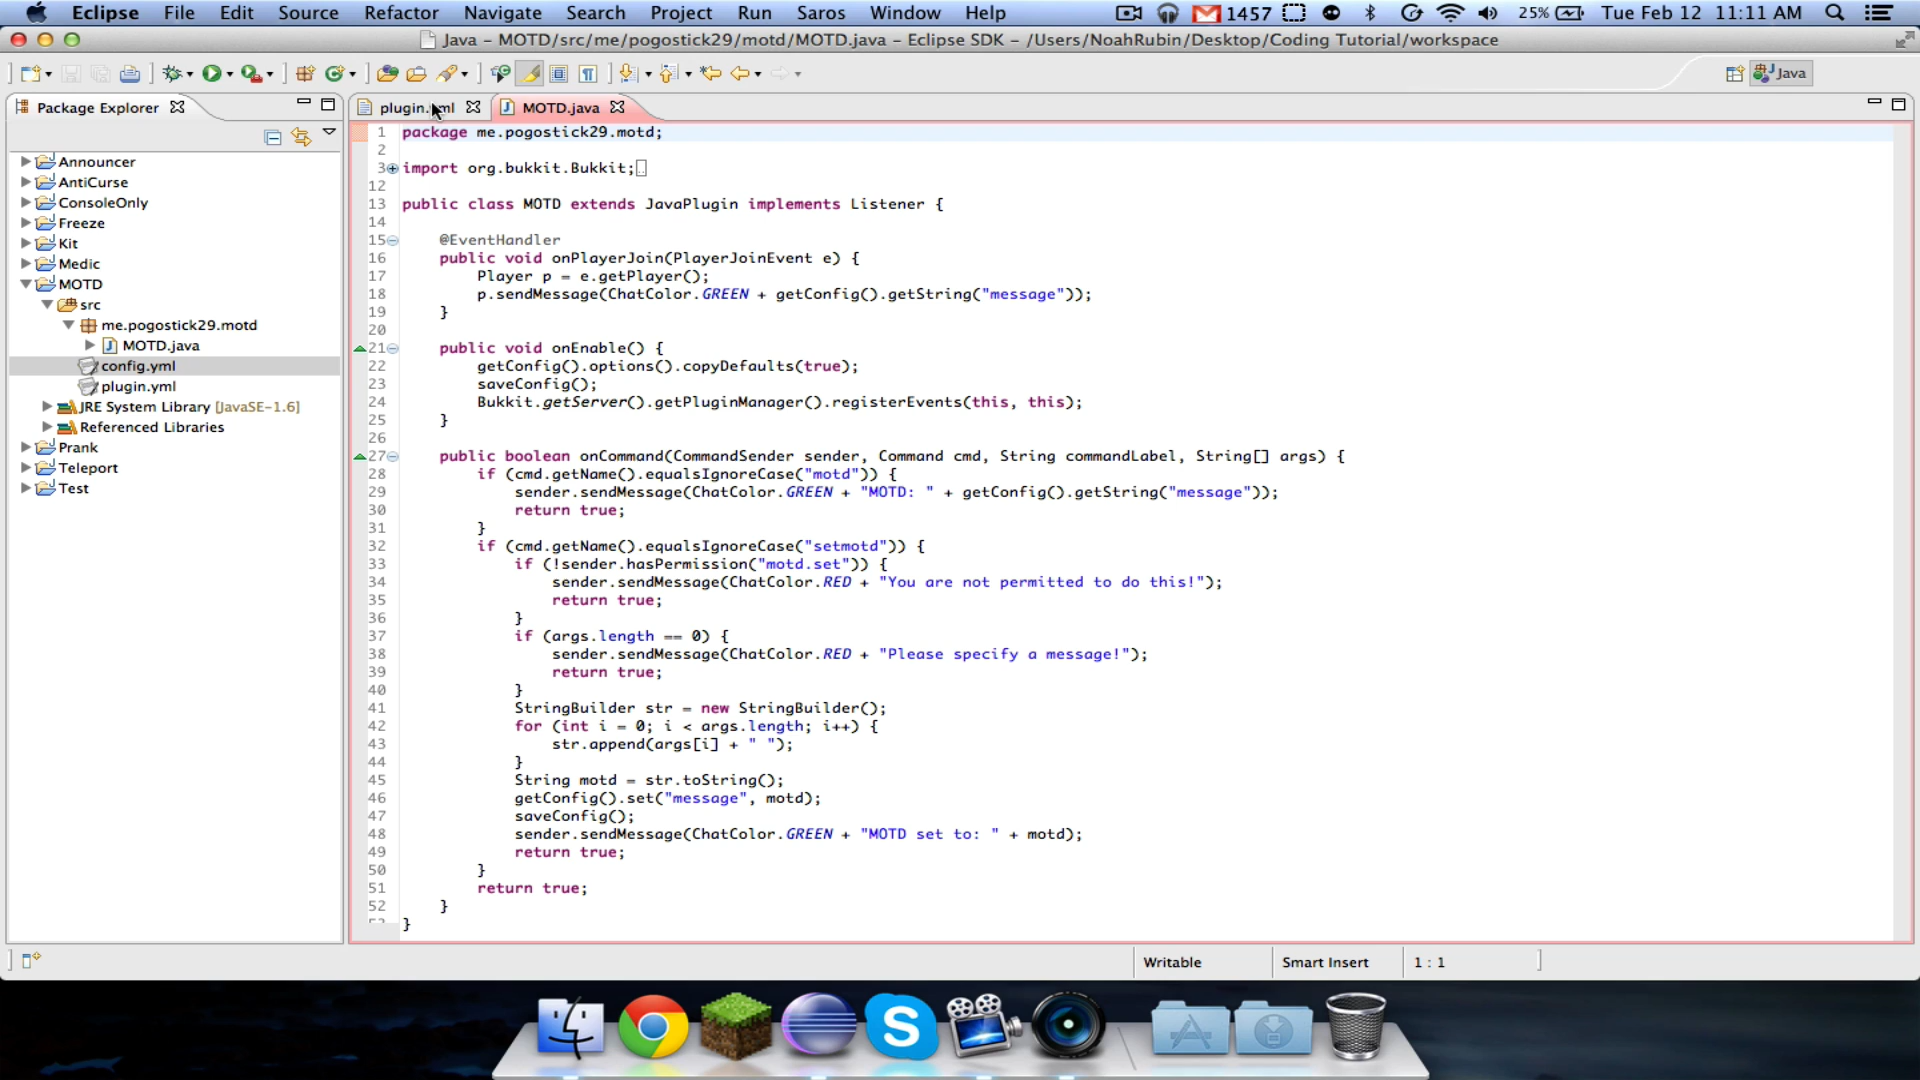 Eclipse File Edit Source Refactor Navigate Search Project Run Saros Window Help 1457 25% Tue Feb 12 11:11 AM
Java – MOTD/src/me/pogostick29/motd/MOTD.java – Eclipse SDK – /Users/NoahRubin/Desktop/Coding Tutorial/workspace
Java
Package Explorer
Announcer
AntiCurse
ConsoleOnly
Freeze
Kit
Medic
MOTD
src
me.pogostick29.motd
MOTD.java
config.yml
plugin.yml
JRE System Library [JavaSE-1.6]
Referenced Libraries
Prank
Teleport
Test
plugin.yml MOTD.java
1 package me.pogostick29.motd;
2
3 import org.bukkit.Bukkit;
12
13 public class MOTD extends JavaPlugin implements Listener {
14
15 @EventHandler
16 public void onPlayerJoin(PlayerJoinEvent e) {
17 Player p = e.getPlayer();
18 p.sendMessage(ChatColor.GREEN + getConfig().getString("message"));
19 }
20
21 public void onEnable() {
22 getConfig().options().copyDefaults(true);
23 saveConfig();
24 Bukkit.getServer().getPluginManager().registerEvents(this, this);
25 }
26
27 public boolean onCommand(CommandSender sender, Command cmd, String commandLabel, String[] args) {
28 if (cmd.getName().equalsIgnoreCase("motd")) {
29 sender.sendMessage(ChatColor.GREEN + "MOTD: " + getConfig().getString("message"));
30 return true;
31 }
32 if (cmd.getName().equalsIgnoreCase("setmotd")) {
33 if (!sender.hasPermission("motd.set")) {
34 sender.sendMessage(ChatColor.RED + "You are not permitted to do this!");
35 return true;
36 }
37 if (args.length == 0) {
38 sender.sendMessage(ChatColor.RED + "Please specify a message!");
39 return true;
40 }
41 StringBuilder str = new StringBuilder();
42 for (int i = 0; i < args.length; i++) {
43 str.append(args[i] + " ");
44 }
45 String motd = str.toString();
46 getConfig().set("message", motd);
47 saveConfig();
48 sender.sendMessage(ChatColor.GREEN + "MOTD set to: " + motd);
49 return true;
50 }
51 return true;
52 }
53 }
Writable Smart Insert 1 : 1